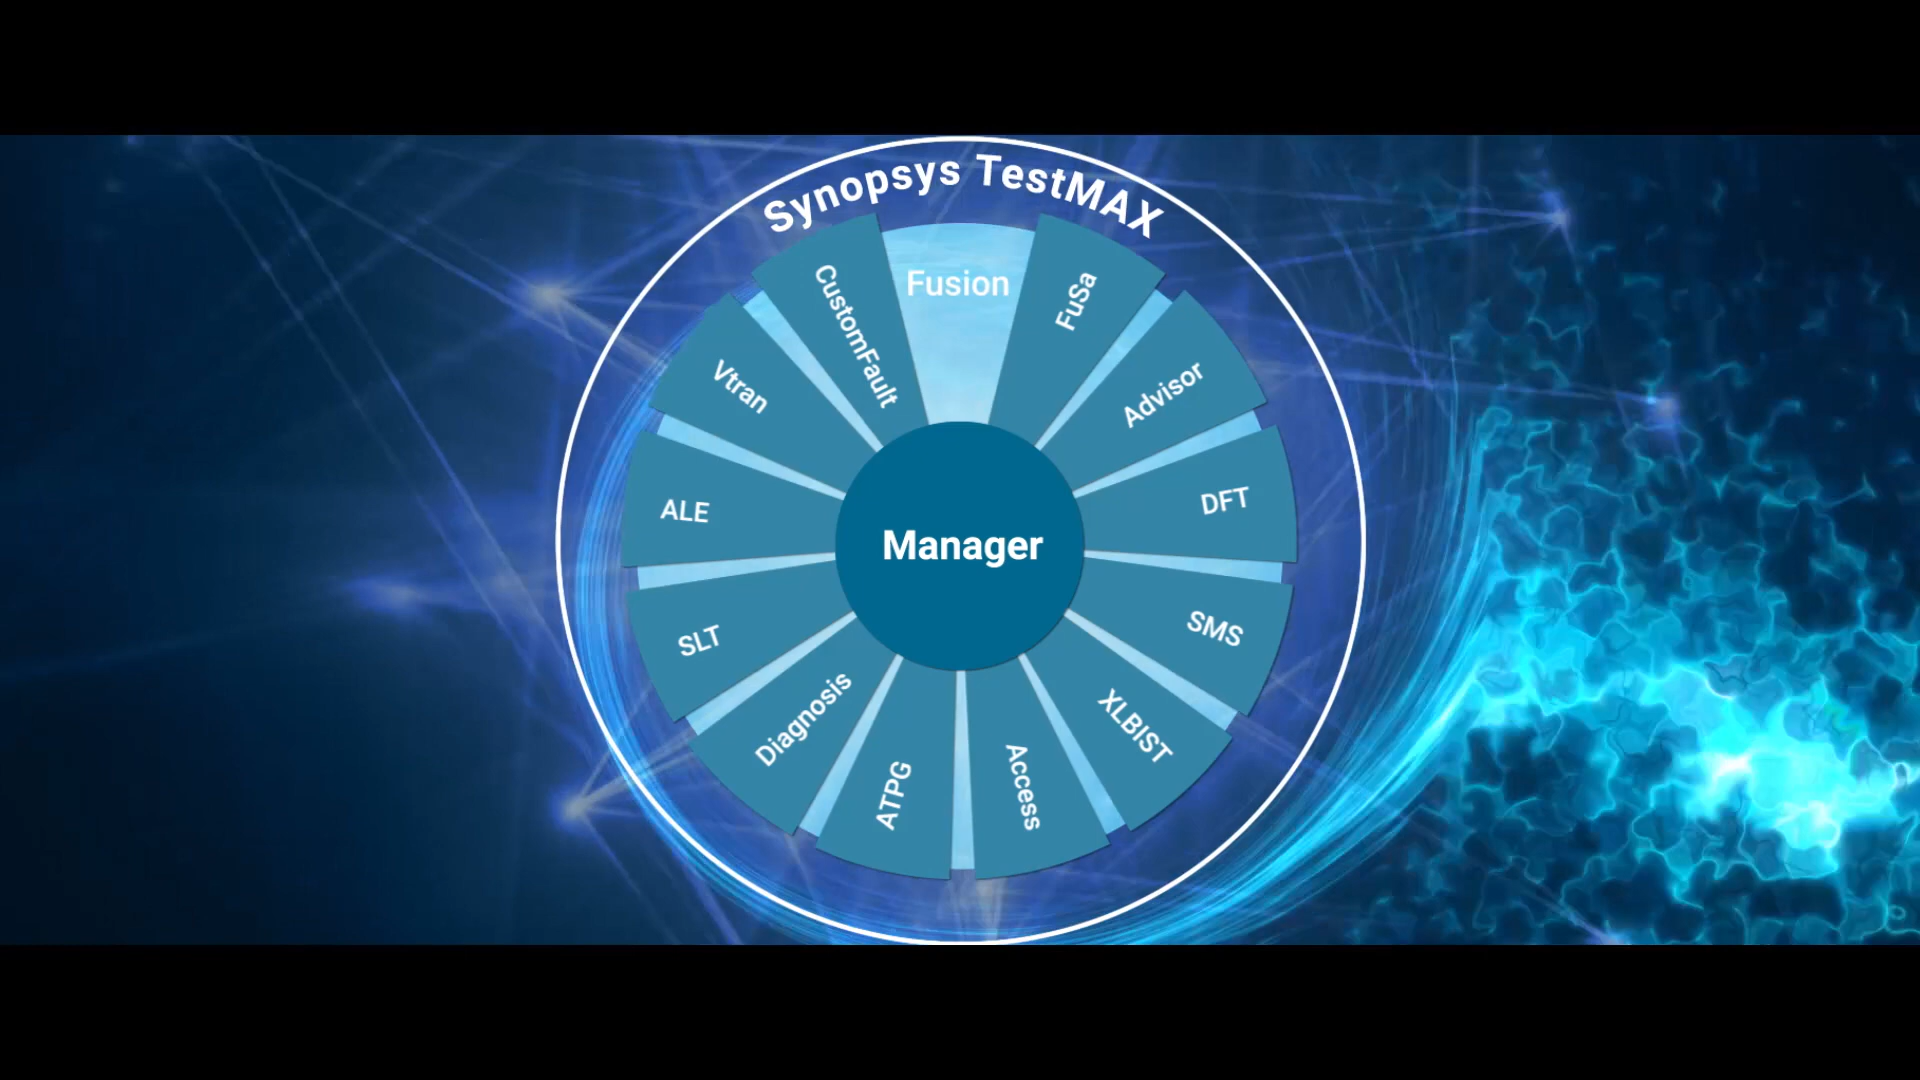 Synopsys TestMAX
Fusion
FuSa
Advisor
DFT
SMS
XLBIST
Access
ATPG
Diagnosis
SLT
ALE
Vtran
CustomFault
Manager